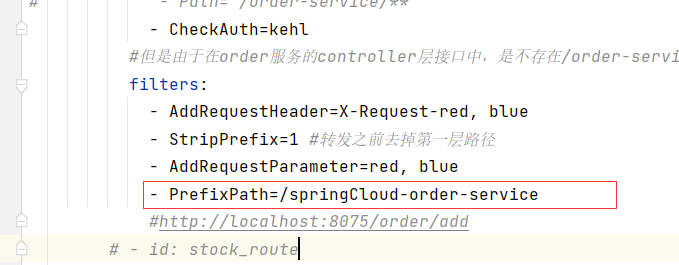 # - Path= /order-service/**
- CheckAuth=kehl
#但是由于在order服务的controller层接口中，是不存在/order-servi
filters:
- AddRequestHeader=X-Request-red, blue
- StripPrefix=1 #转发之前去掉第一层路径
- AddRequestParameter=red, blue
- PrefixPath=/springCloud-order-service
#http://localhost:8075/order/add
# - id: stock_route